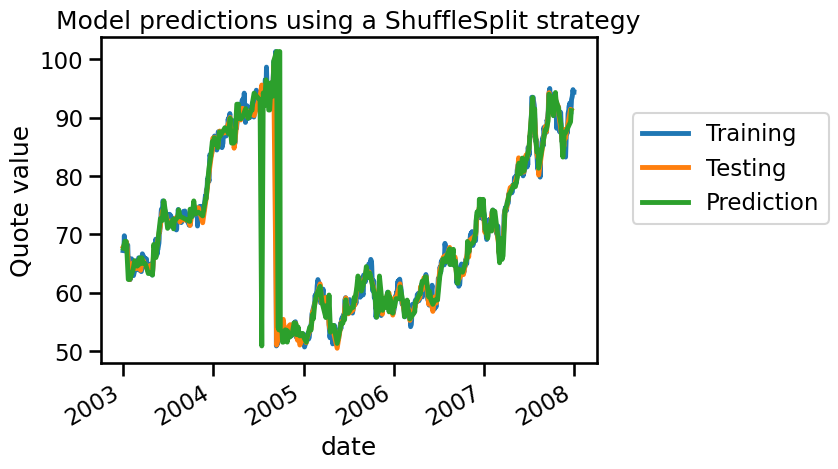 Model predictions using a ShuffleSplit strategy
100
90
80
70
60
50
Quote value
2003
2004
2005
2006
2007
2008
date
Training
Testing
Prediction